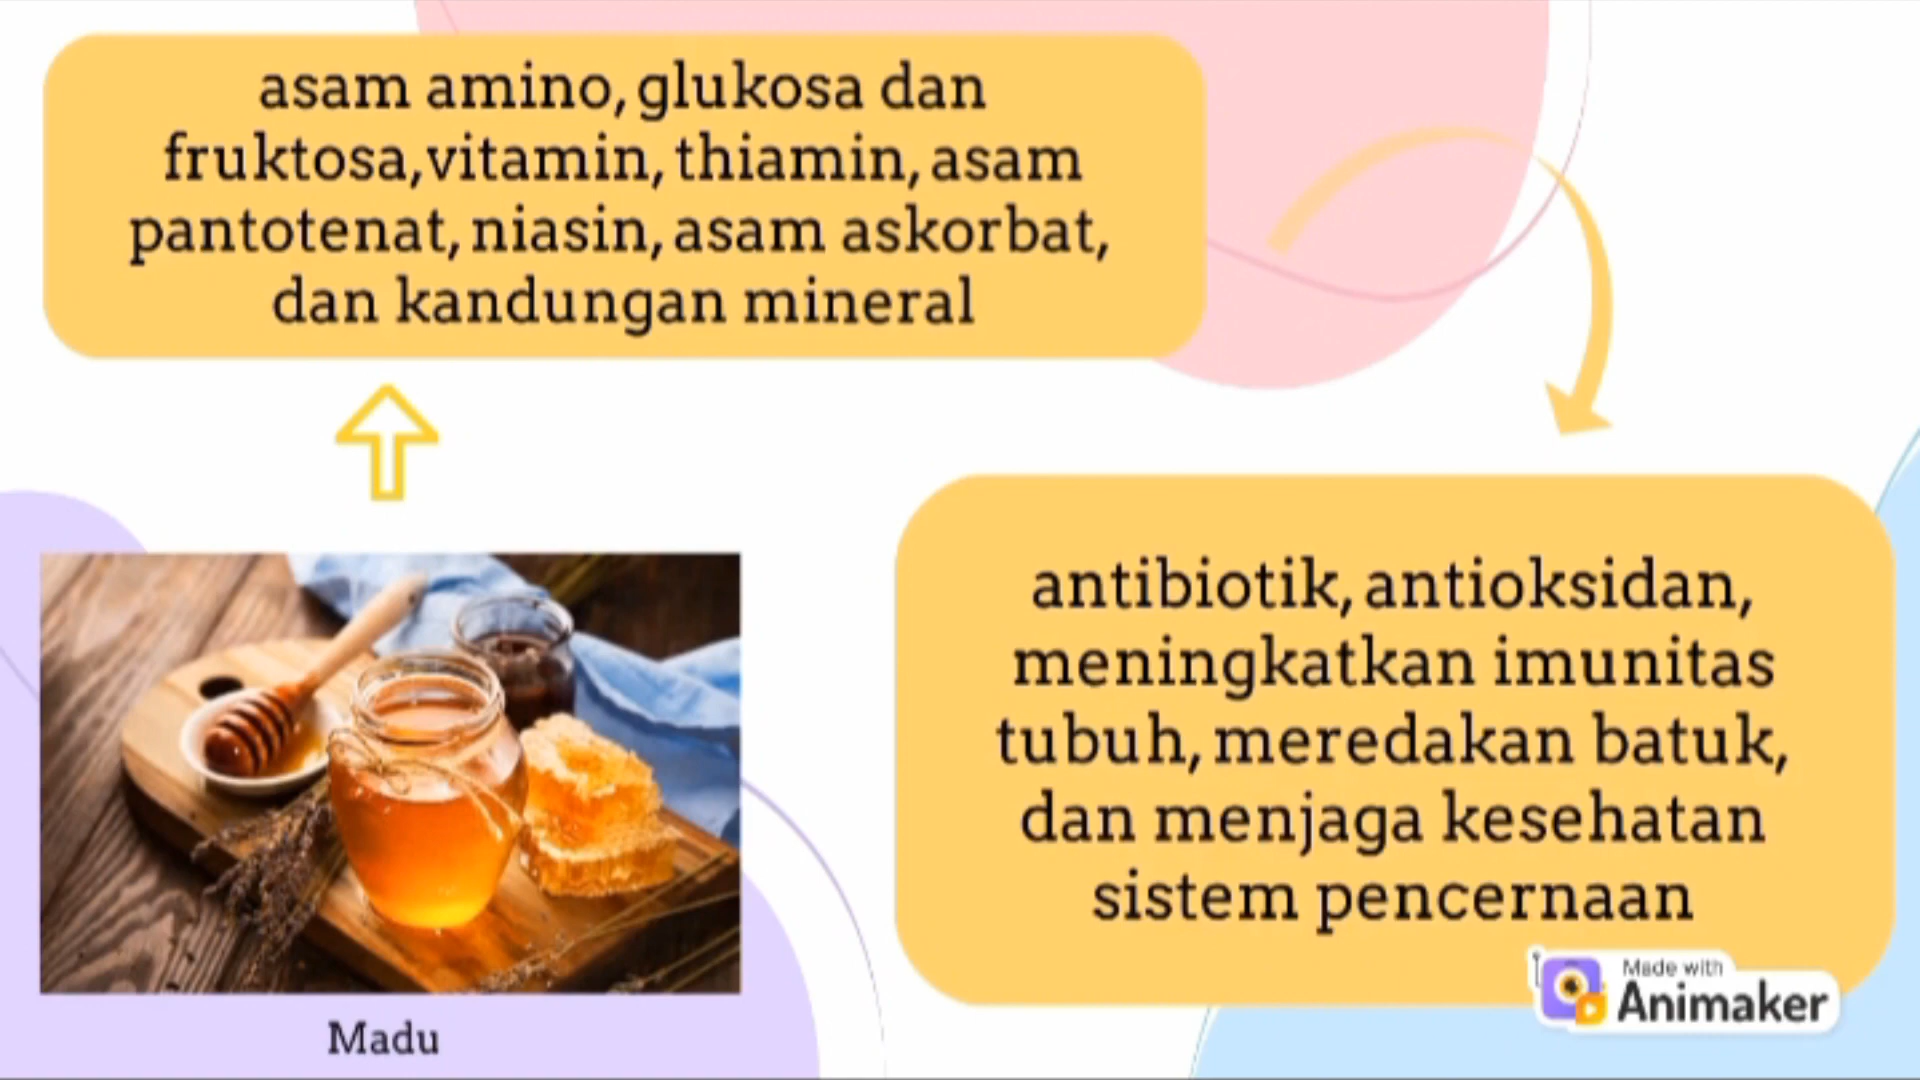 asam amino, glukosa dan
fruktosa,vitamin, thiamin, asam
pantotenat, niasin, asam askorbat,
dan kandungan mineral
antibiotik, antioksidan,
meningkatkan imunitas
tubuh, meredakan batuk,
dan menjaga kesehatan
sistem pencernaan
Madu
Made with
Animaker